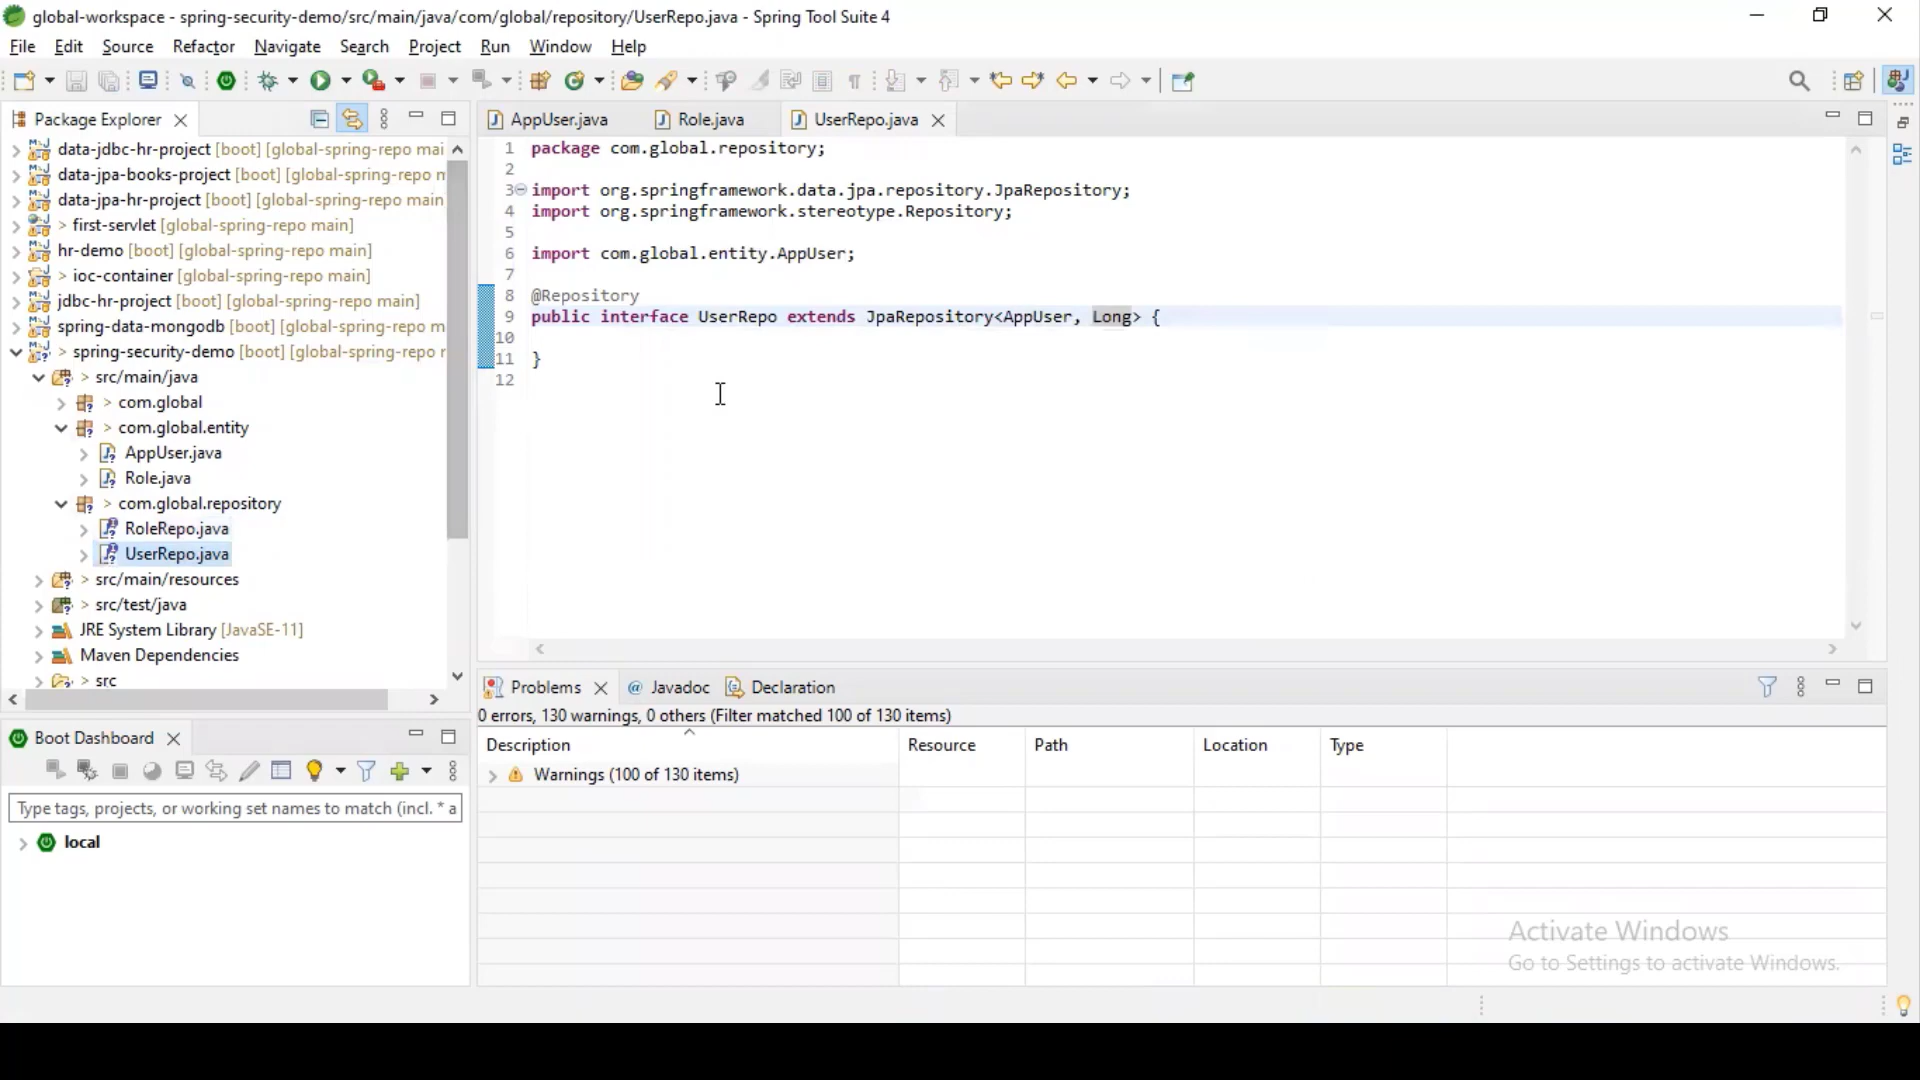 global-workspace - spring-security-demo/src/main/java/com/global/repository/UserRepo.java - Spring Tool Suite 4
File Edit Source Refactor Navigate Search Project Run Window Help
Package Explorer
data-jdbc-hr-project [boot] [global-spring-repo mai
data-jpa-books-project [boot] [global-spring-repo m
data-jpa-hr-project [boot] [global-spring-repo main
> first-servlet [global-spring-repo main]
hr-demo [boot] [global-spring-repo main]
> ioc-container [global-spring-repo main]
jdbc-hr-project [boot] [global-spring-repo main]
spring-data-mongodb [boot] [global-spring-repo mai
> spring-security-demo [boot] [global-spring-repo r
> src/main/java
> com.global
> com.global.entity
AppUser.java
Role.java
> com.global.repository
RoleRepo.java
UserRepo.java
> src/main/resources
> src/test/java
JRE System Library [JavaSE-11]
Maven Dependencies
> src
AppUser.java Role.java UserRepo.java
1 package com.global.repository;
2
3 import org.springframework.data.jpa.repository.JpaRepository;
4 import org.springframework.stereotype.Repository;
5
6 import com.global.entity.AppUser;
7
8 @Repository
9 public interface UserRepo extends JpaRepository<AppUser, Long> {
10
11 }
12
Boot Dashboard
Type tags, projects, or working set names to match (incl. * a
local
Problems @ Javadoc Declaration
0 errors, 130 warnings, 0 others (Filter matched 100 of 130 items)
Description Resource Path Location Type
Warnings (100 of 130 items)
Activate Windows
Go to Settings to activate Windows.